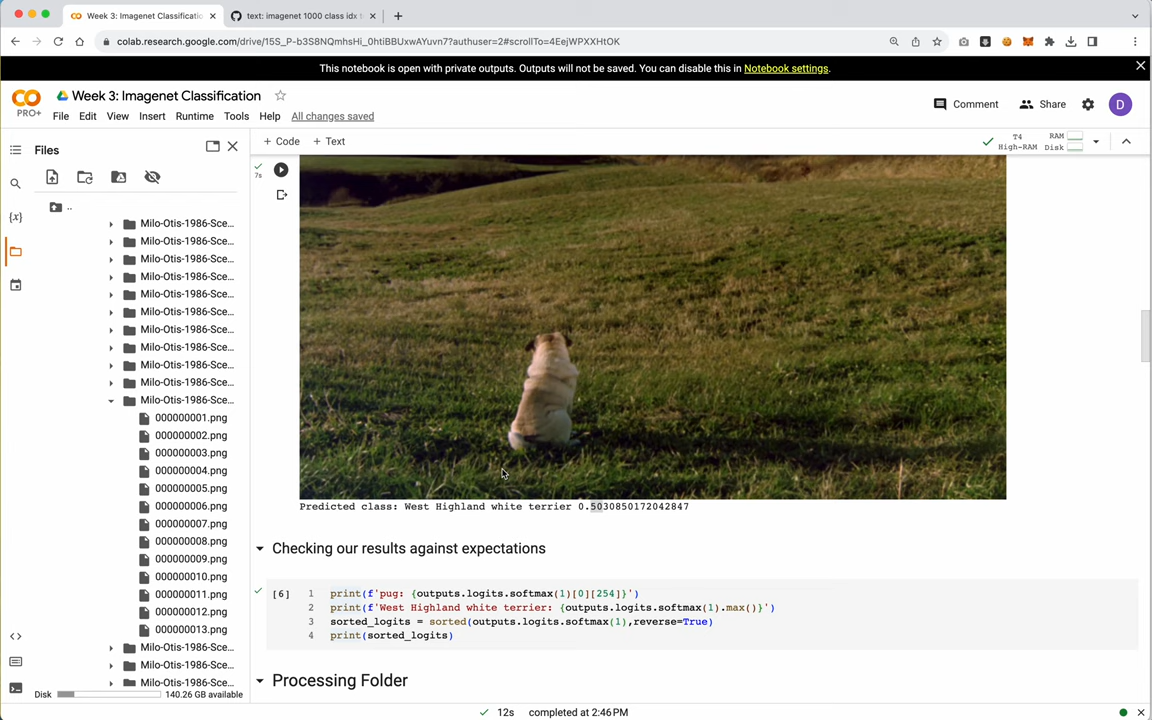 Week 3: Imagenet Classificatio
text: imagenet 1000 class idx t
colab.research.google.com/drive/15S_P-b3S8NQmhsHi_0htiBBUxwAYuvn7?authuser=2#scrollTo=4EejWPXXHtOK
This notebook is open with private outputs. Outputs will not be saved. You can disable this in Notebook settings.
CO
PRO+
Week 3: Imagenet Classification
File Edit View Insert Runtime Tools Help All changes saved
Comment
Share
D
Files
+ Code + Text
T4
High-RAM
RAM
Disk
{x}
..
7s
Milo-Otis-1986-Sce...
Milo-Otis-1986-Sce...
Milo-Otis-1986-Sce...
Milo-Otis-1986-Sce...
Milo-Otis-1986-Sce...
Milo-Otis-1986-Sce...
Milo-Otis-1986-Sce...
Milo-Otis-1986-Sce...
Milo-Otis-1986-Sce...
Milo-Otis-1986-Sce...
Milo-Otis-1986-Sce...
000000001.png
000000002.png
000000003.png
000000004.png
000000005.png
000000006.png
000000007.png
000000008.png
000000009.png
000000010.png
000000011.png
000000012.png
000000013.png
Milo-Otis-1986-Sce...
Milo-Otis-1986-Sce...
Milo-Otis-1986-Sce...
Disk
140.26 GB available
Predicted class: West Highland white terrier 0.5030850172042847
Checking our results against expectations
[6]
1 print(f'pug: {outputs.logits.softmax(1)[0][254]}')
2 print(f'West Highland white terrier: {outputs.logits.softmax(1).max()}')
3 sorted_logits = sorted(outputs.logits.softmax(1),reverse=True)
4 print(sorted_logits)
Processing Folder
12s completed at 2:46 PM